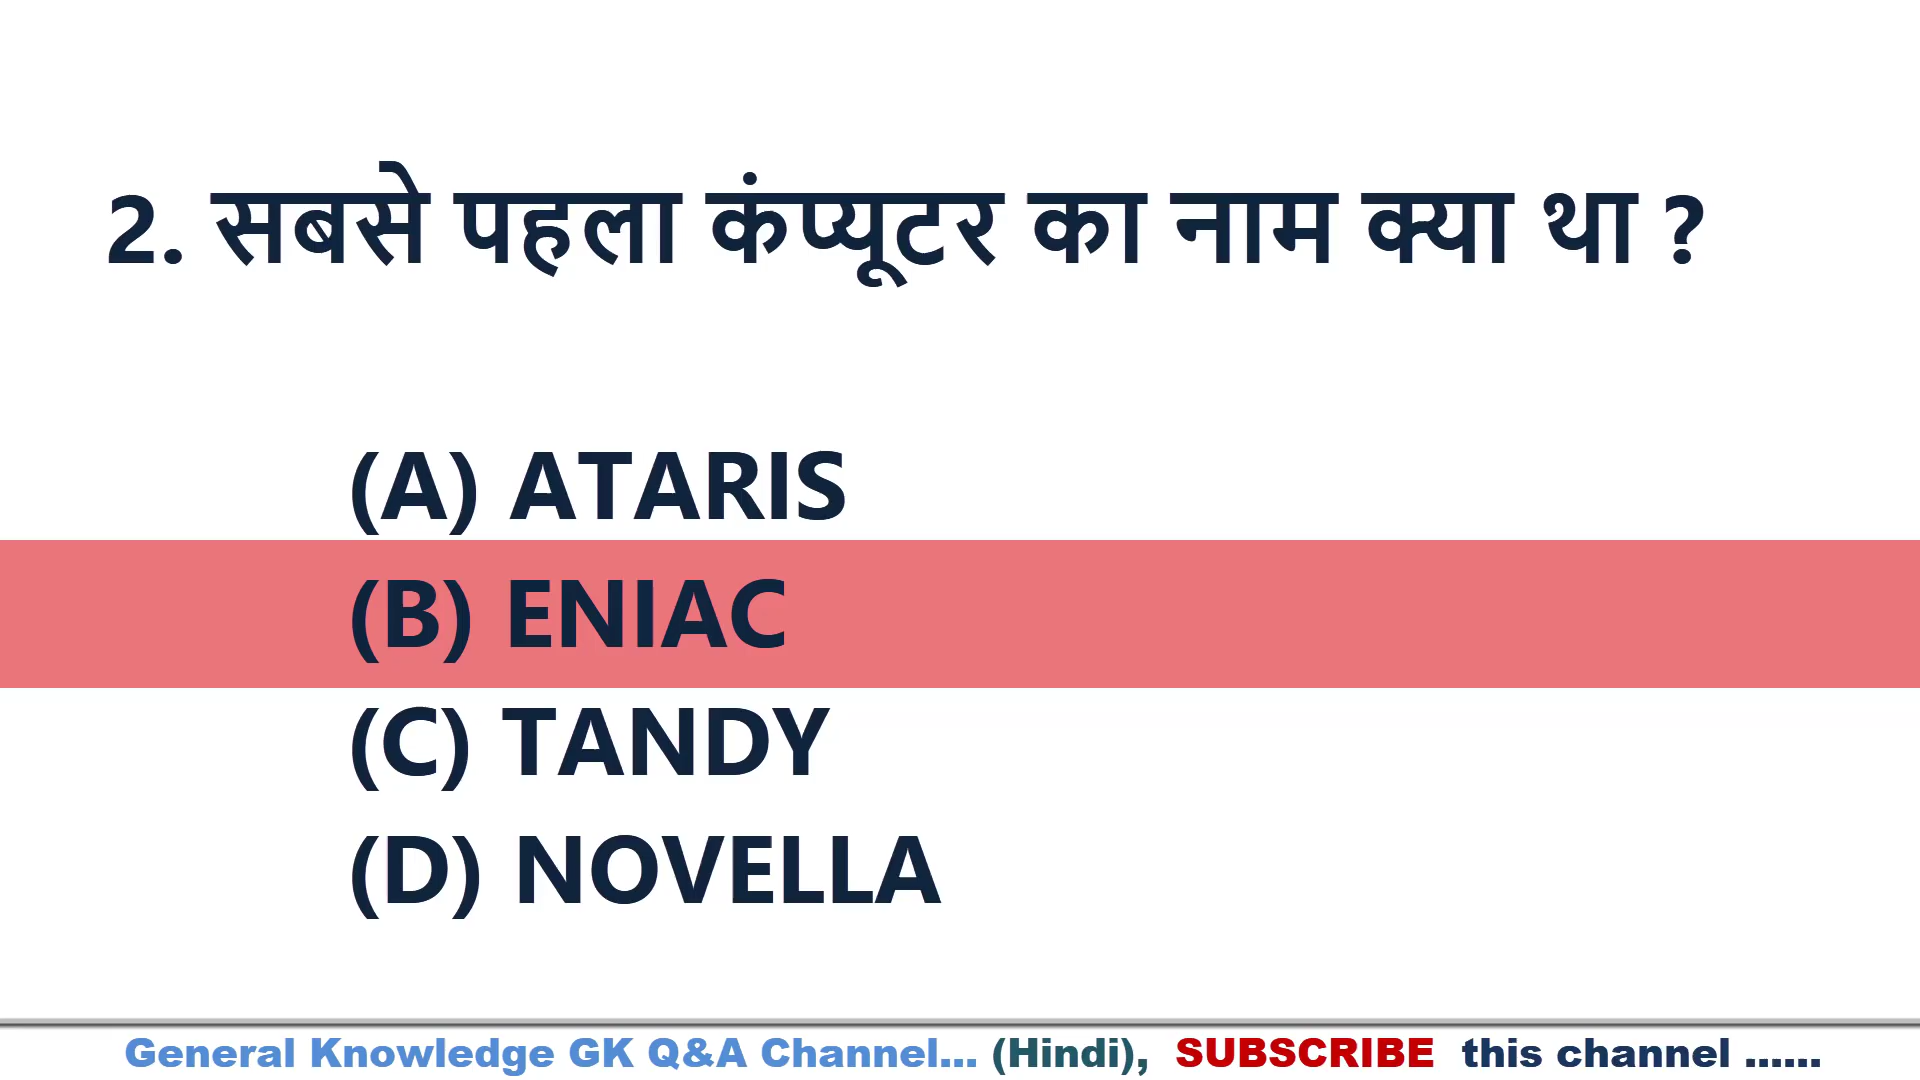 2. सबसे पहला कंप्यूटर का नाम क्या था ?
(A) ATARIS
(B) ENIAC
(C) TANDY
(D) NOVELLA
General Knowledge GK Q&A Channel... (Hindi), SUBSCRIBE this channel ......